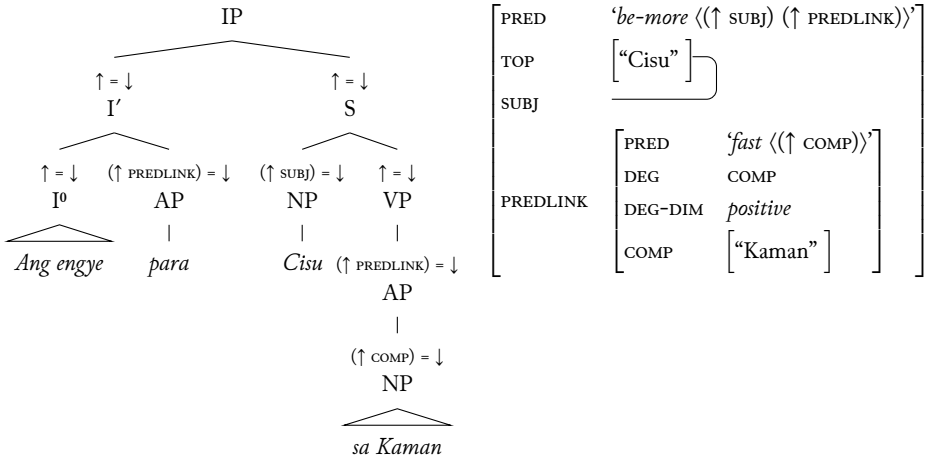 IP
↑ = ↓ ↑ = ↓
I′ S
↑ = ↓ (↑ PREDLINK) = ↓ (↑ SUBJ) = ↓ ↑ = ↓
I⁰ AP NP VP
Ang engye para Cisu (↑ PREDLINK) = ↓
AP
(↑ COMP) = ↓
NP
sa Kaman
PRED ‘be-more ⟨(↑ SUBJ) (↑ PREDLINK)⟩’
TOP [“Cisu” ]
SUBJ
PREDLINK
PRED ‘fast ⟨(↑ COMP)⟩’
DEG COMP
DEG-DIM positive
COMP [“Kaman” ]